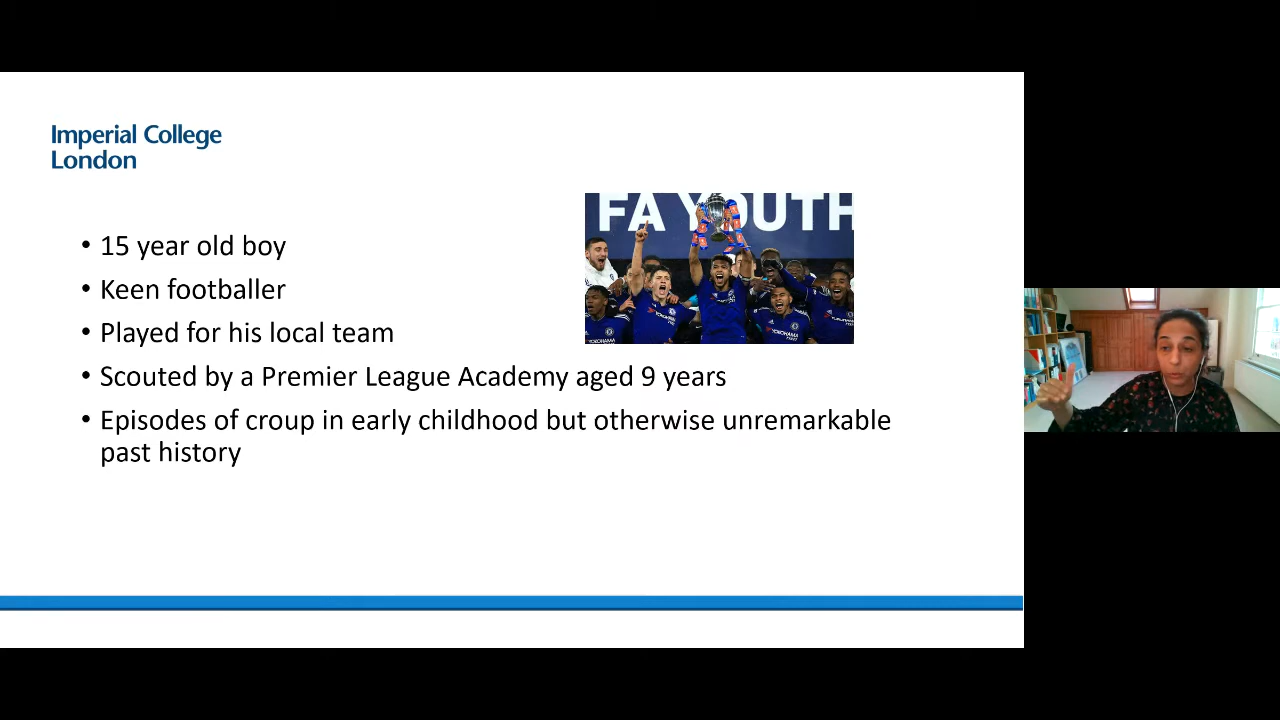 Imperial College
London
FA YOUTH
• 15 year old boy
• Keen footballer
• Played for his local team
• Scouted by a Premier League Academy aged 9 years
• Episodes of croup in early childhood but otherwise unremarkable
past history